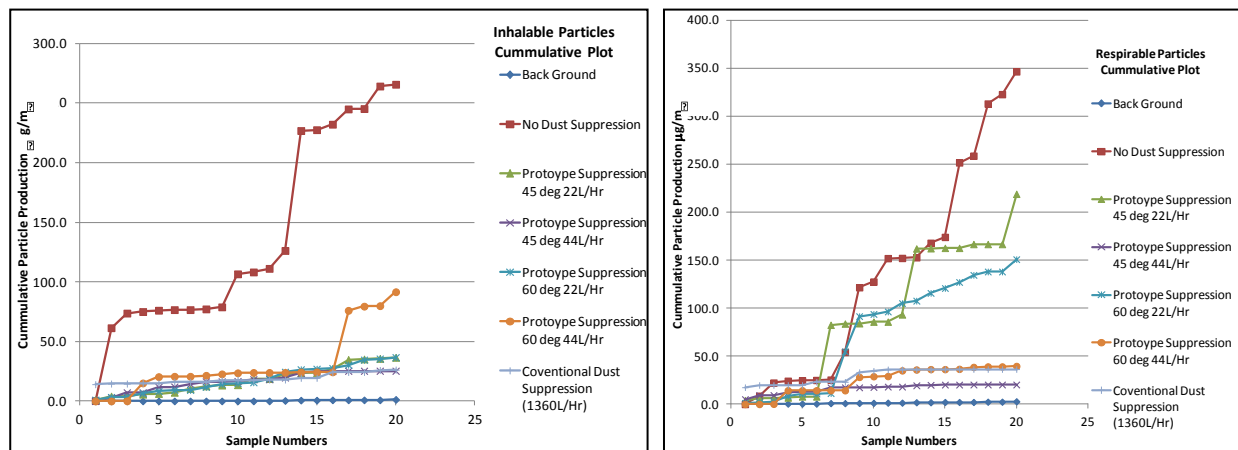 Inhalable Particles
Cummulative Plot
300.0
0
200.0
150.0
100.0
50.0
0.0
0
5
10
15
20
25
Cummulative Particle Production g/m
Sample Numbers
Back Ground
No Dust Suppression
Protoype Suppression
45 deg 22L/Hr
Protoype Suppression
45 deg 44L/Hr
Protoype Suppression
60 deg 22L/Hr
Protoype Suppression
60 deg 44L/Hr
Coventional Dust
Suppression
(1360L/Hr)
Respirable Particles
Cummulative Plot
400.0
350.0
300.0
250.0
200.0
150.0
100.0
50.0
0.0
0
5
10
15
20
25
Cummulative Particle Production µg/m
Sample Numbers
Back Ground
No Dust Suppression
Protoype Suppression
45 deg 22L/Hr
Protoype Suppression
45 deg 44L/Hr
Protoype Suppression
60 deg 22L/Hr
Protoype Suppression
60 deg 44L/Hr
Coventional Dust
Suppression
(1360L/Hr)